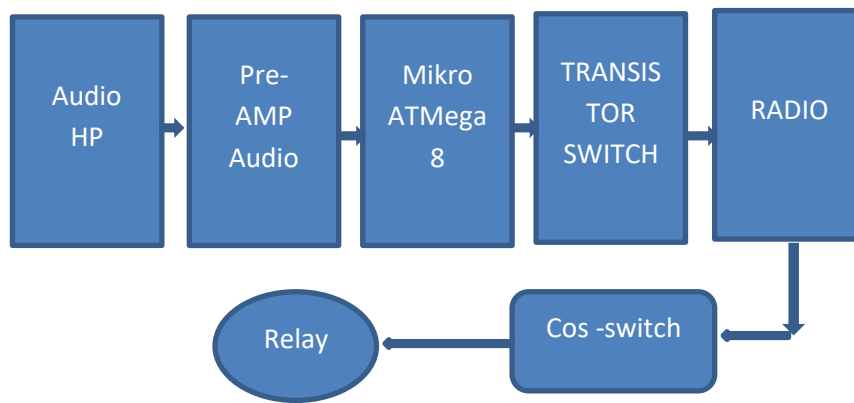 Audio
HP
Pre-
AMP
Audio
Mikro
ATMega
8
TRANSIS
TOR
SWITCH
RADIO
Relay
Cos -switch